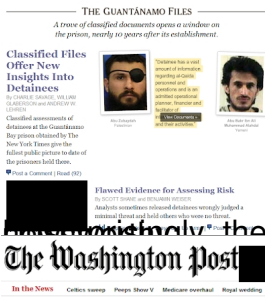 THE GUANTÁNAMO FILES
A trove of classified documents opens a window on
the prison, nearly 10 years after its establishment.
Classified Files
Offer New
Insights Into
Detainees
By CHARLIE SAVAGE, WILLIAM
GLABERSON and ANDREW W.
LEHREN
Classified assessments of
detainees at the Guantánamo
Bay prison obtained by The
New York Times give the
fullest public picture to date of
the prisoners held there.
Post a Comment | Read (92)
"Detainee has a vast
amount of information
regarding al-Qaida
personnel and
operations and is an
admitted operational
planner, financier and
facilitator of
View Documents ›
and their activities."
Flawed Evidence for Assessing Risk
By SCOTT SHANE and BENJAMIN WEISER
Analysts sometimes released detainees wrongly judged a
minimal threat and held others who were no threat.
The Washington Post
In the News
Celtics sweep
Peeps Show V
Medicare overhaul
Royal wedding